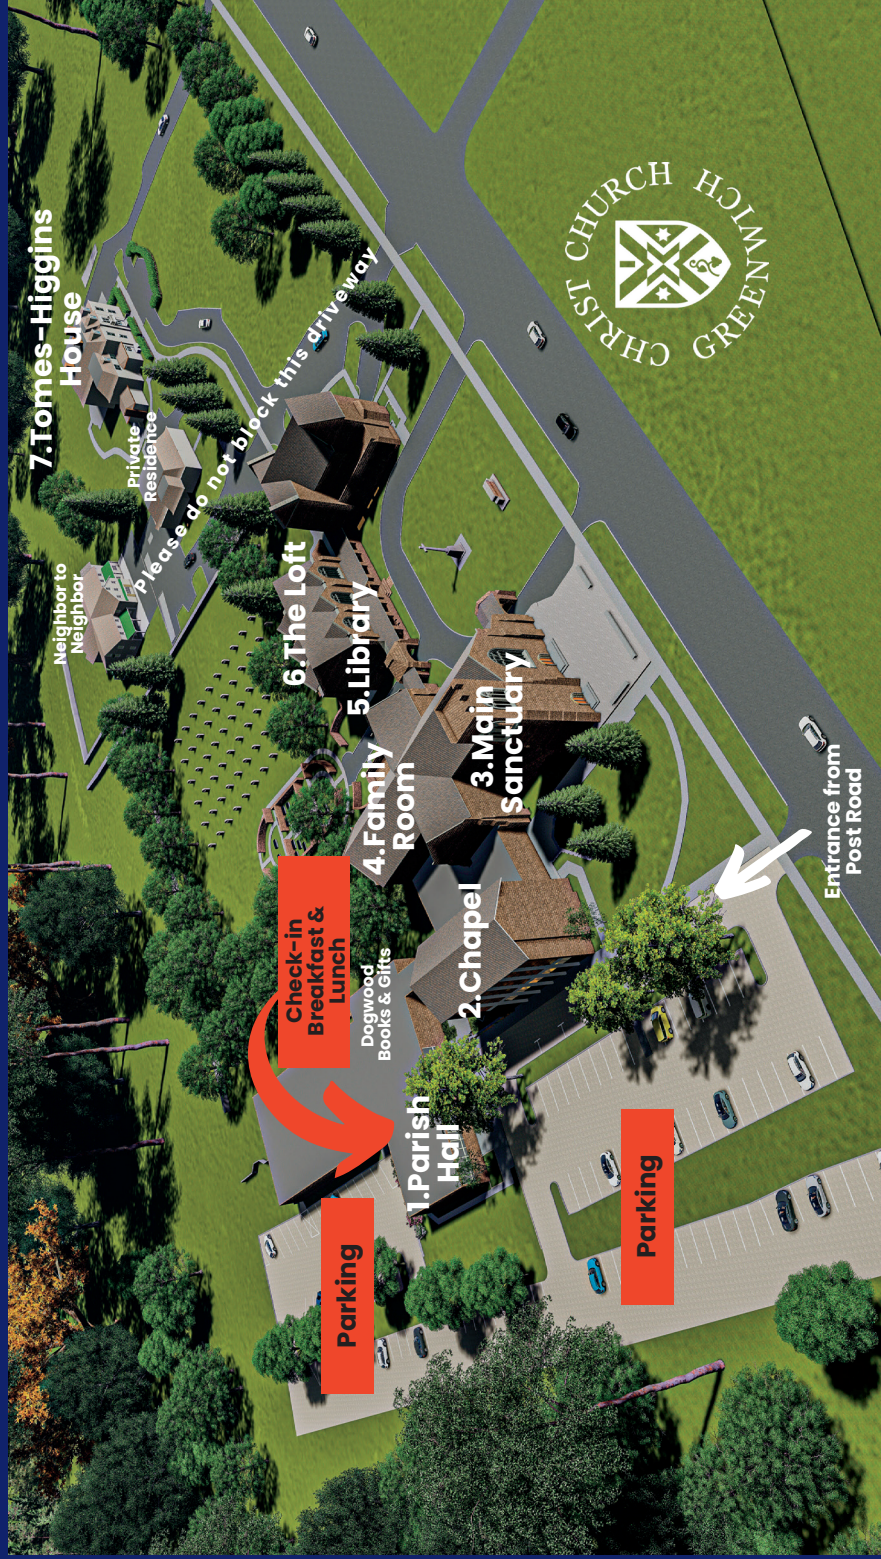 Parking
1.Parish
Hall
Check-in
Breakfast &
Lunch
Dogwood
Books & Gifts
2.Chapel
4.Family
Room
3.Main
Sanctuary
5.Library
6.The Loft
Neighbor to
Neighbor
Private
Residence
7.Tomes-Higgins
House
Please do not block this driveway
Parking
Entrance from
Post Road
CHRIST CHURCH
GREENWICH